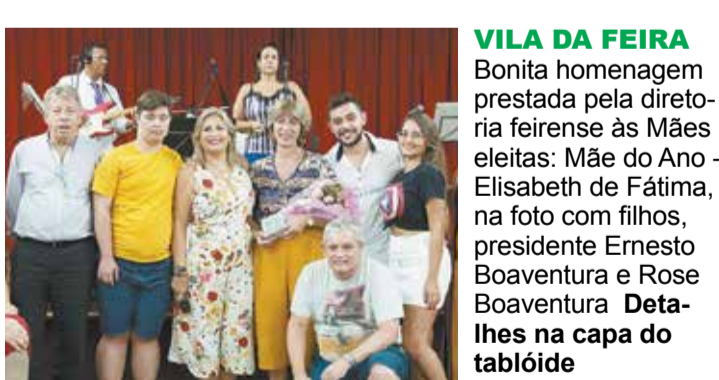 VILA DA FEIRA
Bonita homenagem
prestada pela direto-
ria feirense às Mães
eleitas: Mãe do Ano -
Elisabeth de Fátima,
na foto com filhos,
presidente Ernesto
Boaventura e Rose
Boaventura  Deta-
lhes na capa do
tablóide